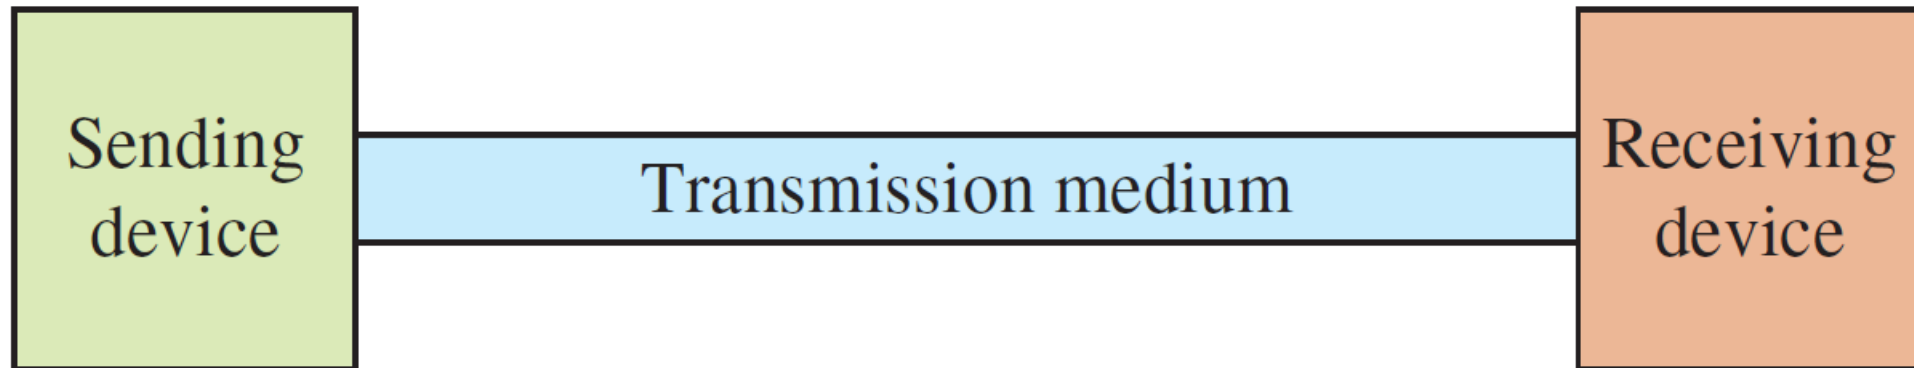 Sending
device
Transmission medium
Receiving
device